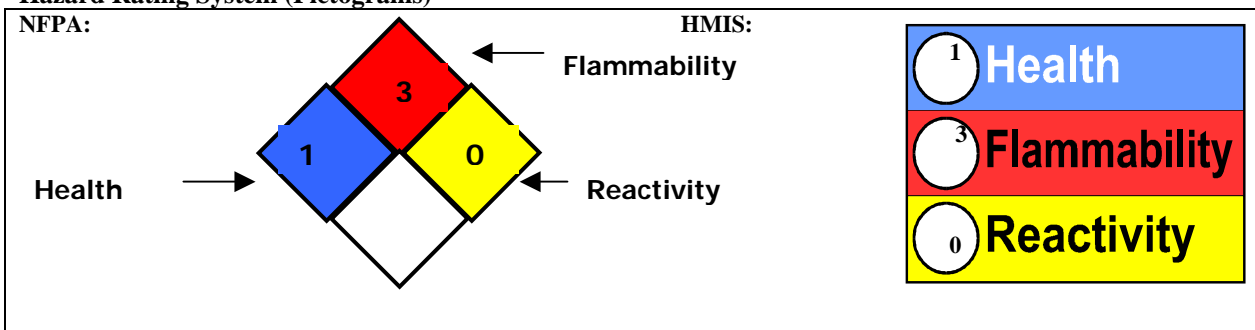 Hazard Rating System (Pictograms)
NFPA:
HMIS:
Flammability
3
1
0
Health
Reactivity
1 Health
3 Flammability
0 Reactivity